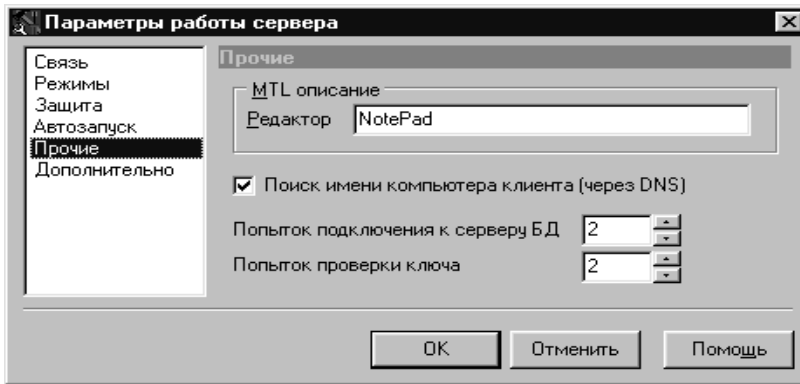 Параметры работы сервера
Связь
Режимы
Защита
Автозапуск
Прочие
Дополнительно
Прочие
MTL описание
Редактор NotePad
Поиск имени компьютера клиента (через DNS)
Попыток подключения к серверу БД 2
Попыток проверки ключа 2
OK Отменить Помощь